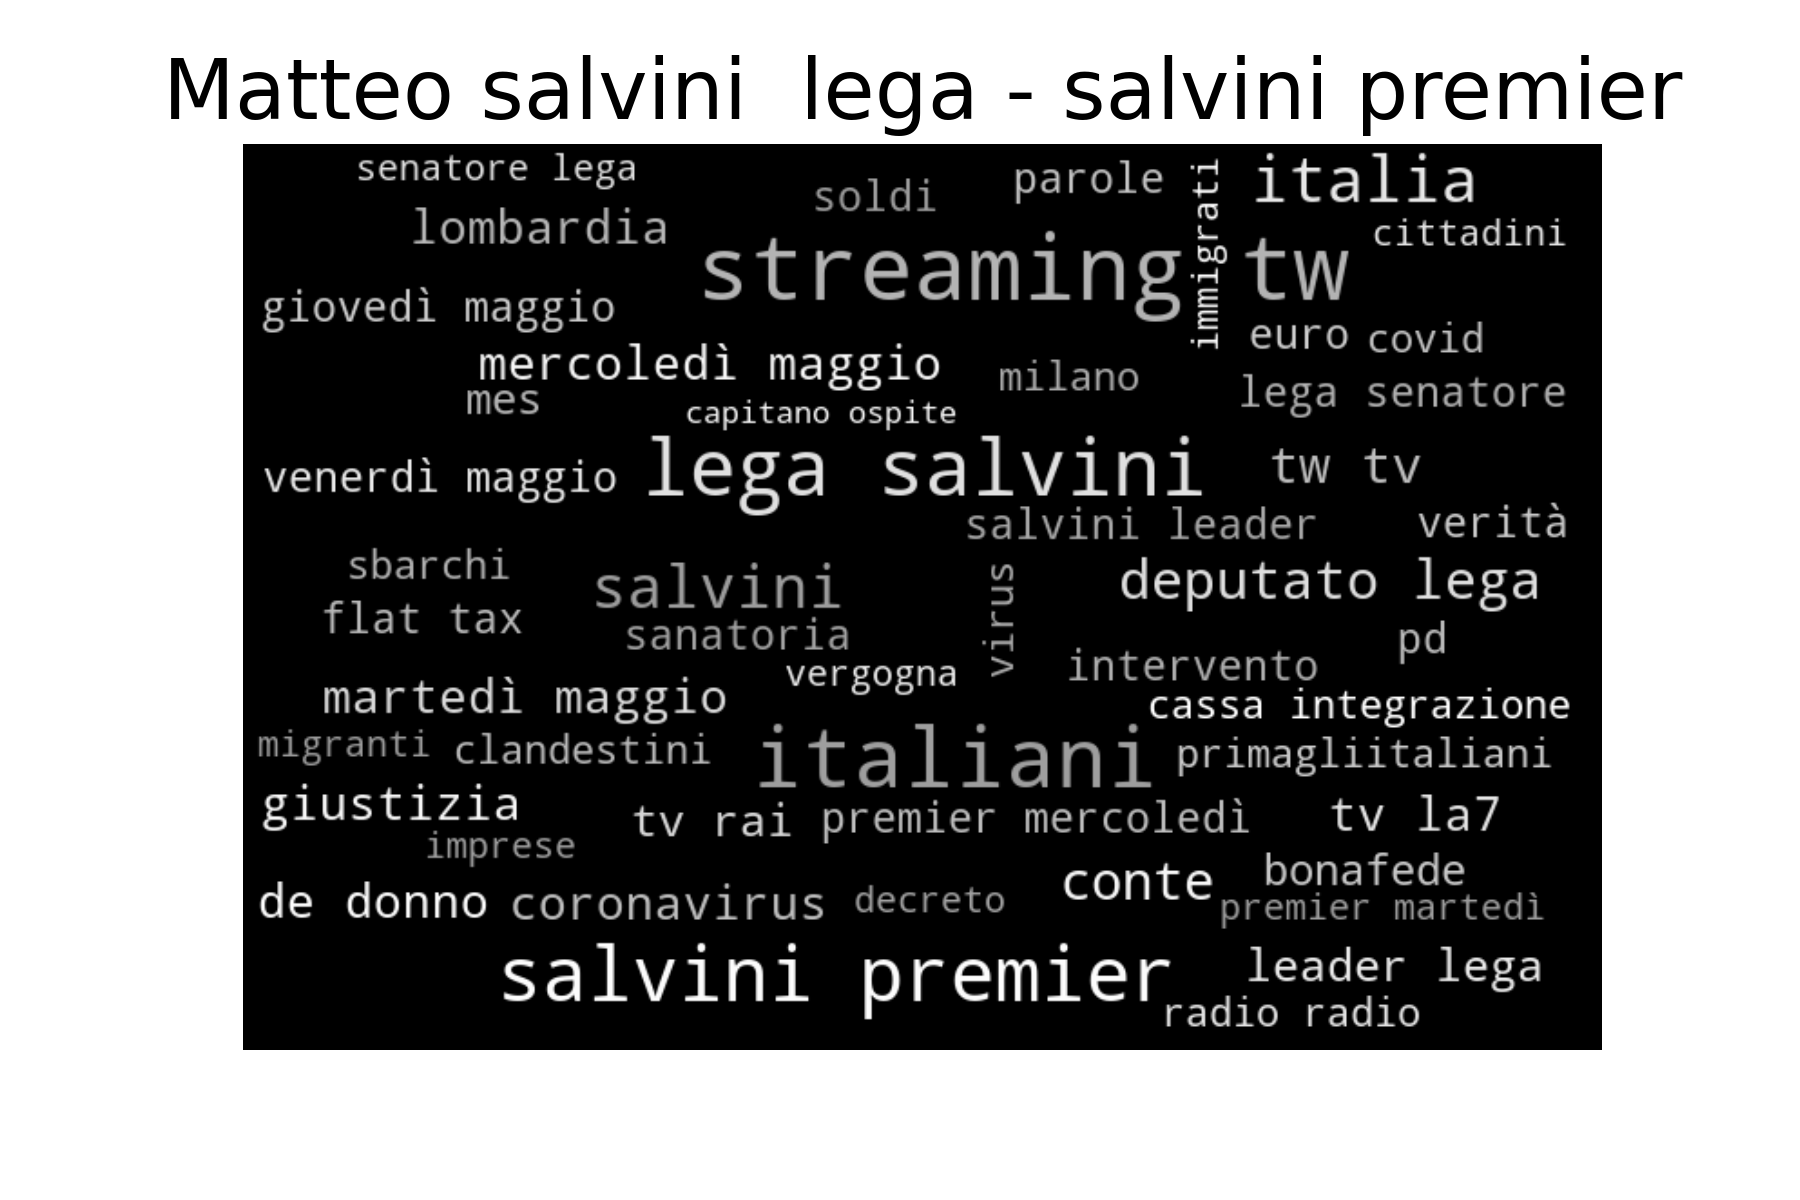 Matteo salvini  lega - salvini premier
senatore lega
soldi
parole
immigrati
italia
lombardia
cittadini
streaming tw
giovedì maggio
euro
covid
mercoledì maggio
milano
mes
capitano ospite
lega senatore
venerdì maggio
lega salvini
tw tv
salvini leader
verità
sbarchi
salvini
virus
deputato lega
flat tax
sanatoria
pd
vergogna
intervento
martedì maggio
cassa integrazione
migranti
clandestini
italiani
primagliitaliani
giustizia
tv rai
premier mercoledì
tv la7
imprese
conte
bonafede
de donno
coronavirus
decreto
premier martedì
salvini premier
leader lega
radio radio